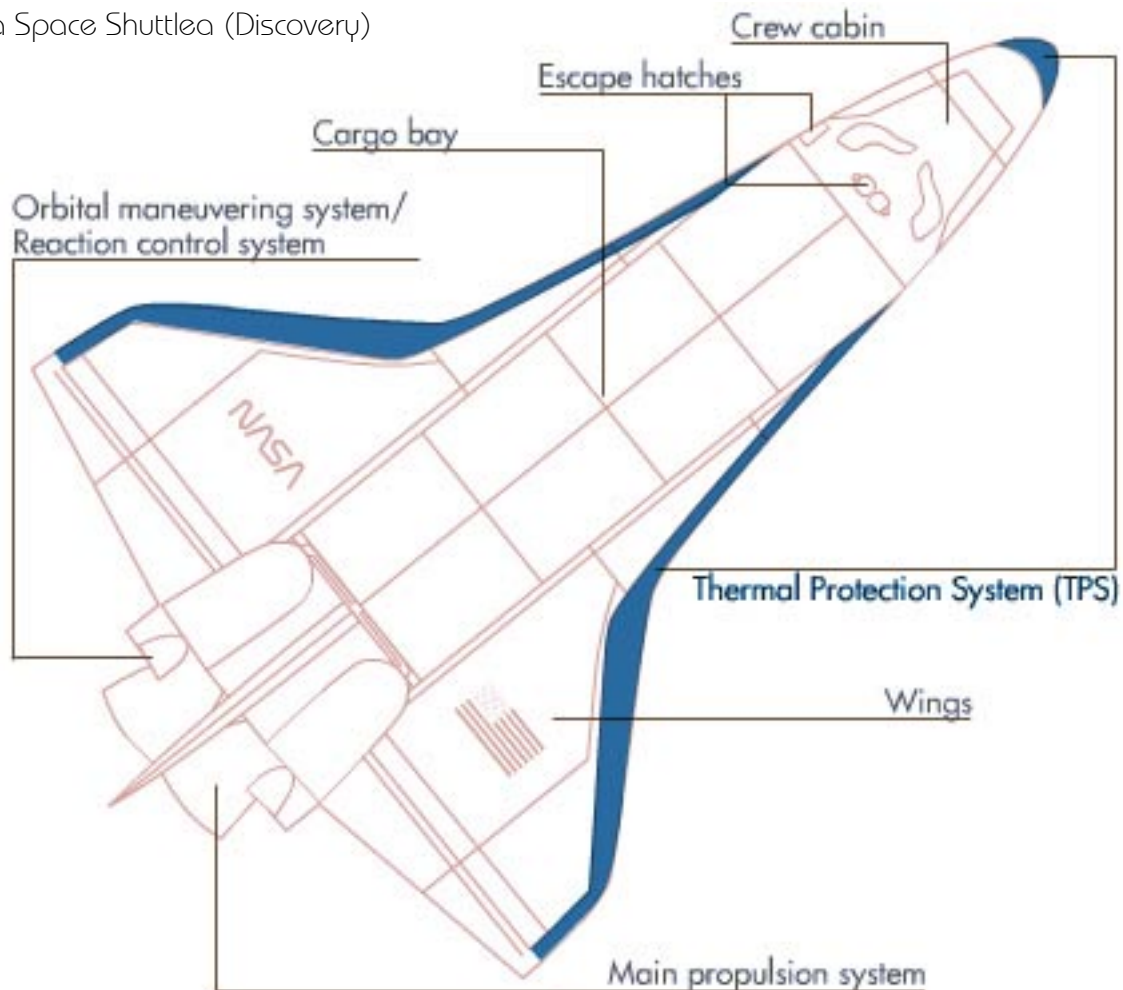 a Space Shuttlea (Discovery)
Crew cabin
Escape hatches
Cargo bay
Orbital maneuvering system/
Reaction control system
NASA
Thermal Protection System (TPS)
Wings
Main propulsion system